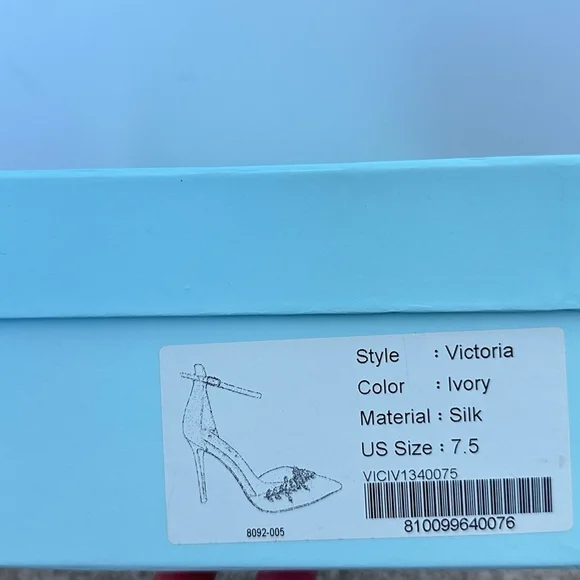 Style : Victoria
Color : Ivory
Material : Silk
US Size : 7.5
VICIV1340075
810099640076
8092-005